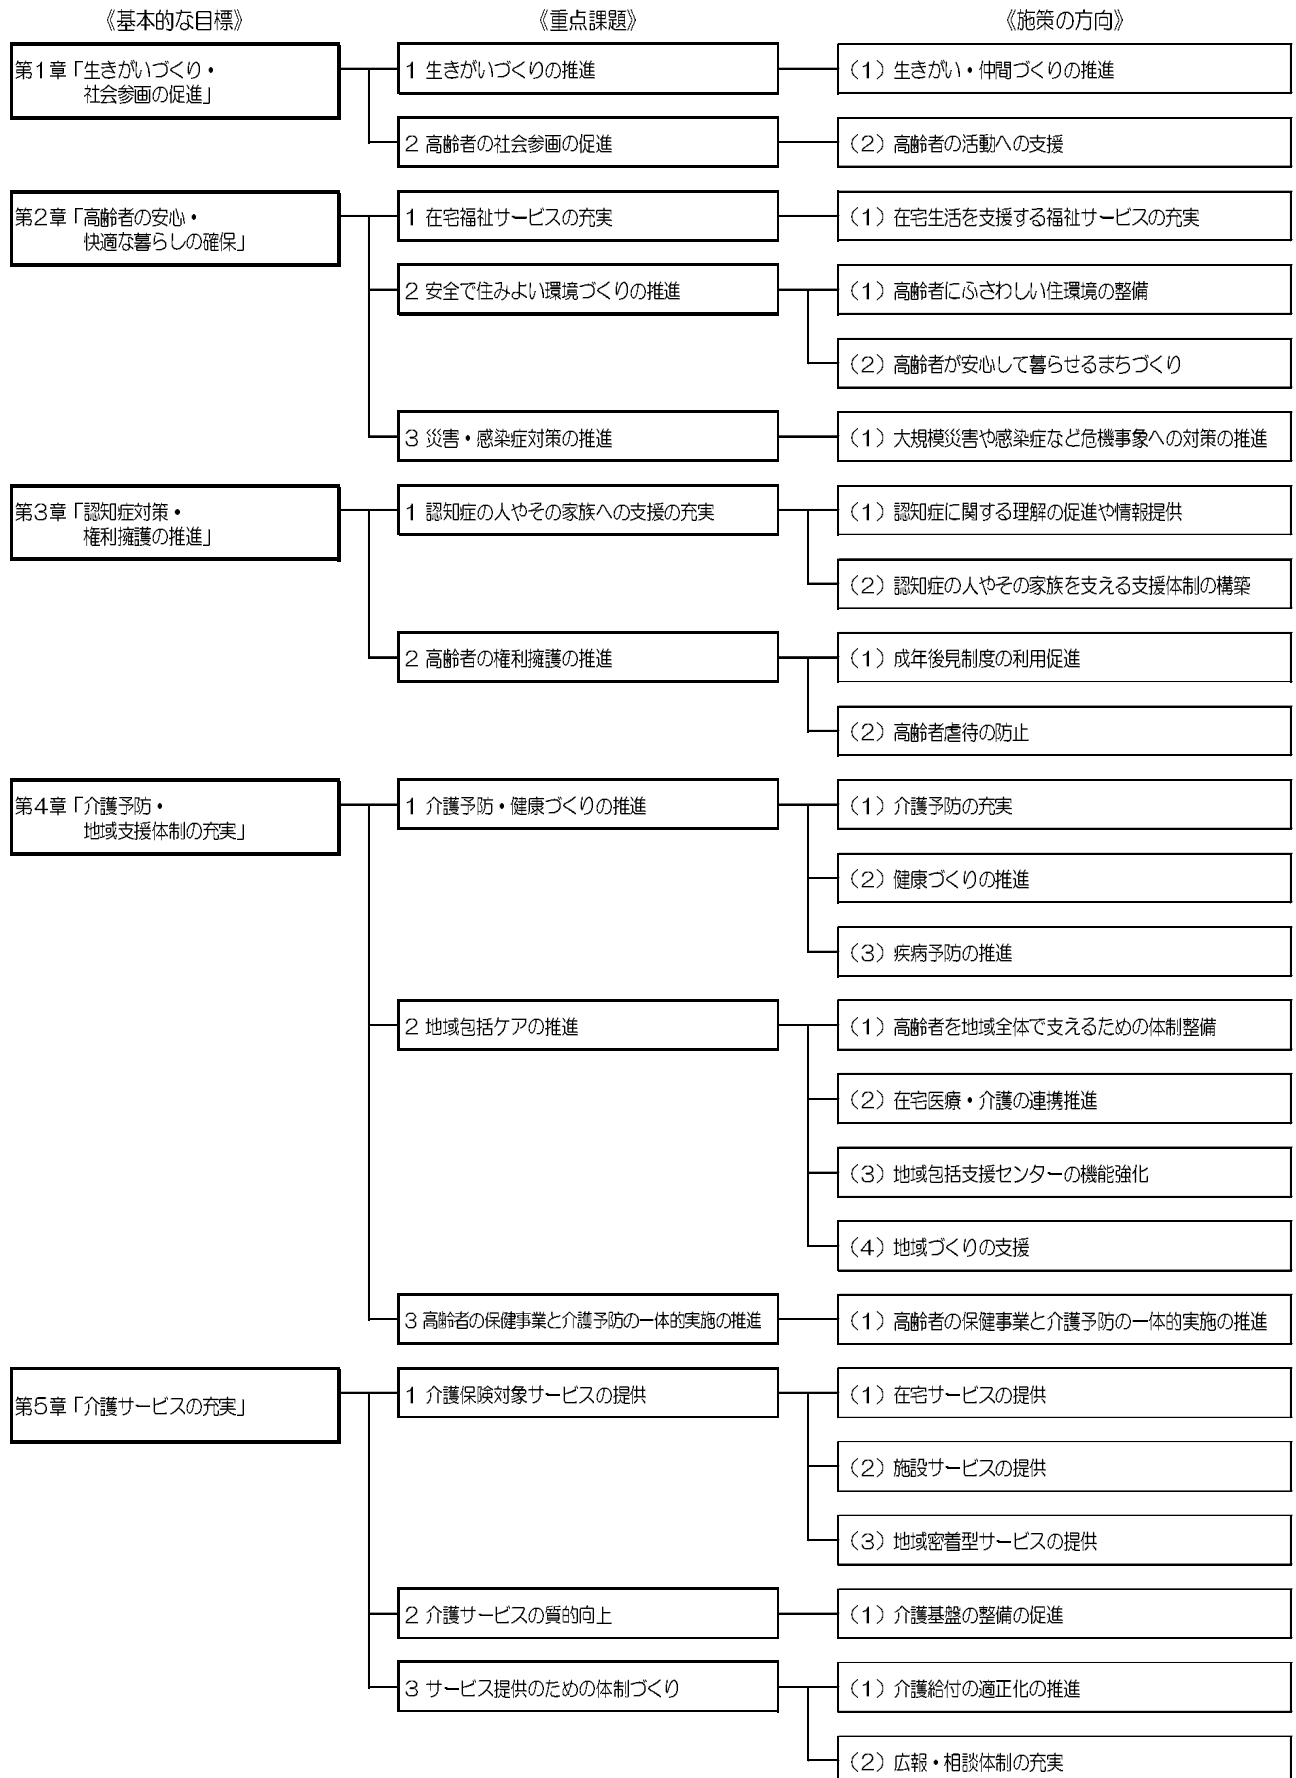 《基本的な目標》
《重点課題》
《施策の方向》
第1章「生きがいづくり・
社会参画の促進」
1 生きがいづくりの推進
(1) 生きがい・仲間づくりの推進
2 高齢者の社会参画の促進
(2) 高齢者の活動への支援
第2章「高齢者の安心・
快適な暮らしの確保」
1 在宅福祉サービスの充実
(1) 在宅生活を支援する福祉サービスの充実
2 安全で住みよい環境づくりの推進
(1) 高齢者にふさわしい住環境の整備
(2) 高齢者が安心して暮らせるまちづくり
3 災害・感染症対策の推進
(1) 大規模災害や感染症など危機事象への対策の推進
第3章「認知症対策・
権利擁護の推進」
1 認知症の人やその家族への支援の充実
(1) 認知症に関する理解の促進や情報提供
(2) 認知症の人やその家族を支える支援体制の構築
2 高齢者の権利擁護の推進
(1) 成年後見制度の利用促進
(2) 高齢者虐待の防止
第4章「介護予防・
地域支援体制の充実」
1 介護予防・健康づくりの推進
(1) 介護予防の充実
(2) 健康づくりの推進
(3) 疾病予防の推進
2 地域包括ケアの推進
(1) 高齢者を地域全体で支えるための体制整備
(2) 在宅医療・介護の連携推進
(3) 地域包括支援センターの機能強化
(4) 地域づくりの支援
3 高齢者の保健事業と介護予防の一体的実施の推進
(1) 高齢者の保健事業と介護予防の一体的実施の推進
第5章「介護サービスの充実」
1 介護保険対象サービスの提供
(1) 在宅サービスの提供
(2) 施設サービスの提供
(3) 地域密着型サービスの提供
2 介護サービスの質的向上
(1) 介護基盤の整備の促進
3 サービス提供のための体制づくり
(1) 介護給付の適正化の推進
(2) 広報・相談体制の充実